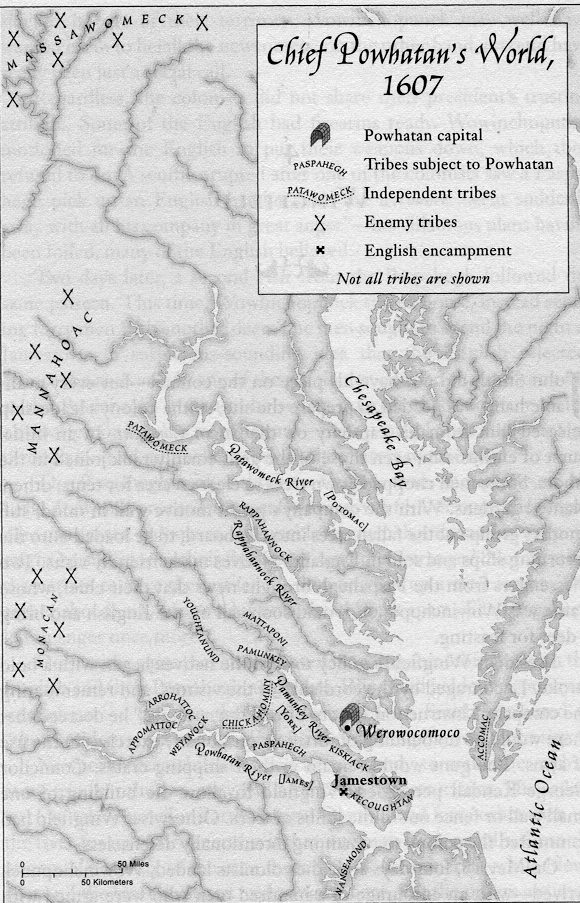 Chief Powhatan's World,
1607
Powhatan capital
PASPAHEGH
Tribes subject to Powhatan
PATAWOMECK
Independent tribes
Enemy tribes
English encampment
Not all tribes are shown
MASSAWOMECK
MANNAHOAC
Chesapeake Bay
PATAWOMECK
Patawomeck River
[POTOMAC]
RAPPAHANNOCK
Rappahannock River
MONACAN
YOUGHTANUND
MATTAPONI
PAMUNKEY
Pamunkey River
[YORK]
ARROHATTOC
APPOMATTOC
WEYANOCK
CHICKAHOMINY
Werowocomoco
ACCOMAC
PASPAHEGH
KISKIACK
Powhatan River [JAMES]
Jamestown
KECOUGHTAN
NANSEMOND
Atlantic Ocean
0 50 Miles
0 50 Kilometers